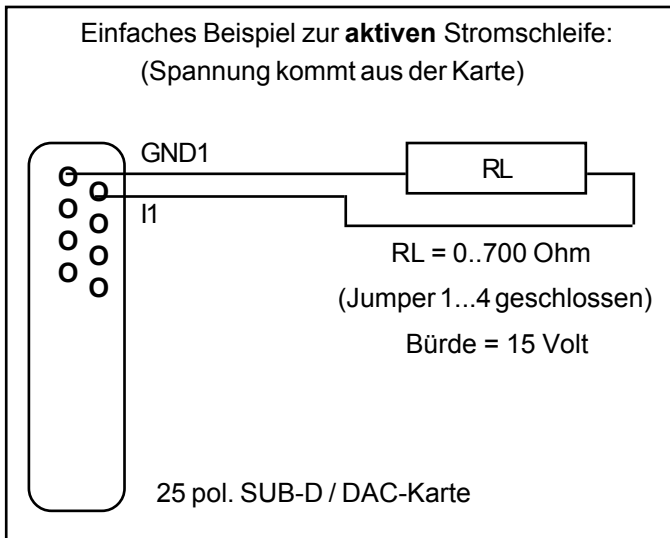 Einfaches Beispiel zur aktiven Stromschleife:
(Spannung kommt aus der Karte)
GND1
RL
I1
RL = 0..700 Ohm
(Jumper 1...4 geschlossen)
Bürde = 15 Volt
25 pol. SUB-D / DAC-Karte